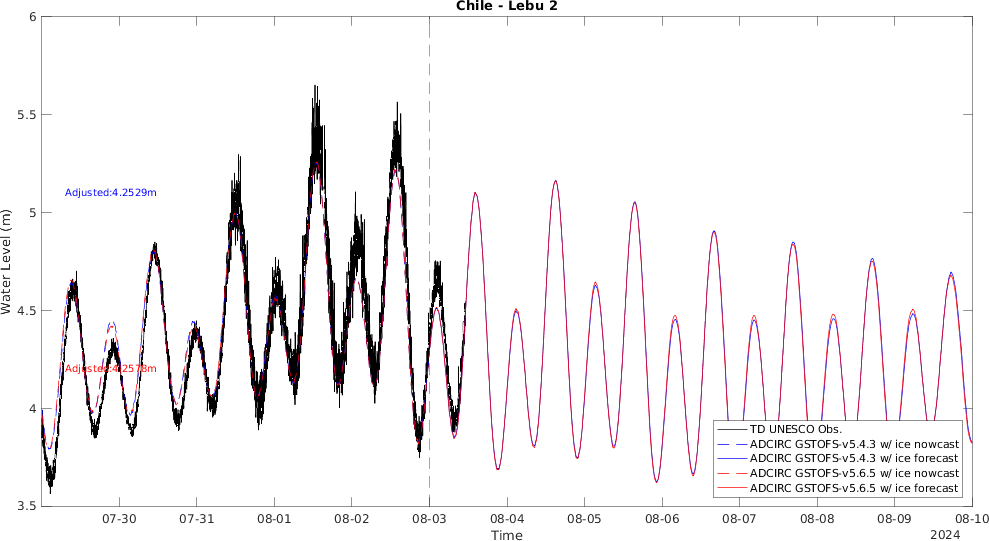 Chile - Lebu 2
6
5.5
5
4.5
4
3.5
Water Level (m)
Adjusted:4.2529m
Adjusted:4.2578m
TD UNESCO Obs.
ADCIRC GSTOFS-v5.4.3 w/ ice nowcast
ADCIRC GSTOFS-v5.4.3 w/ ice forecast
ADCIRC GSTOFS-v5.6.5 w/ ice nowcast
ADCIRC GSTOFS-v5.6.5 w/ ice forecast
07-30 07-31 08-01 08-02 08-03 08-04 08-05 08-06 08-07 08-08 08-09 08-10
Time
2024